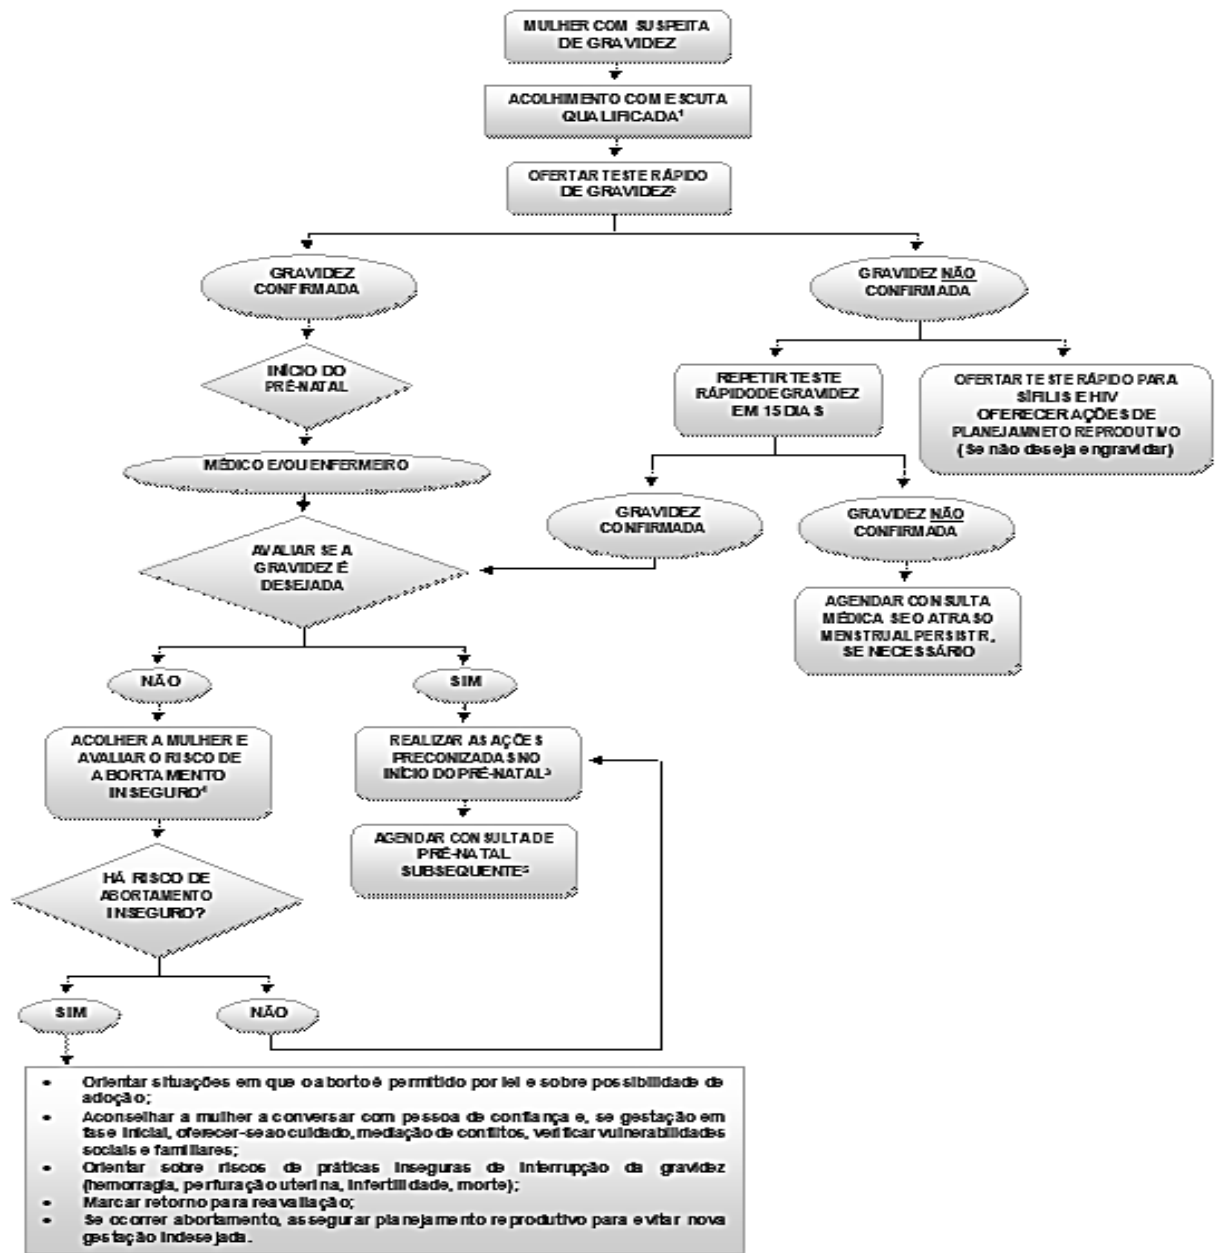 MULHER COM SUSPEITA
DE GRAVIDEZ
ACOLHIMENTO COM ESCUTA
QUALIFICADA¹
OFERTAR TESTE RÁPIDO
DE GRAVIDEZ²
GRAVIDEZ
CONFIRMADA
GRAVIDEZ NÃO
CONFIRMADA
INÍCIO DO
PRÉ-NATAL
REPETIR TESTE
RÁPIDO DE GRAVIDEZ
EM 15 DIAS
OFERTAR TESTE RÁPIDO PARA
SÍFILIS E HIV
OFERECER AÇÕES DE
PLANEJAMNETO REPRODUTIVO
(Se não deseja engravidar)
MÉDICO E/OU ENFERMEIRO
GRAVIDEZ
CONFIRMADA
GRAVIDEZ NÃO
CONFIRMADA
AVALIAR SE A
GRAVIDEZ É
DESEJADA
AGENDAR CONSULTA
MÉDICA SE O ATRASO
MENSTRUAL PERSISTR,
SE NECESSÁRIO
NÃO
SIM
ACOLHER A MULHER E
AVALIAR O RISCO DE
ABORTAMENTO
INSEGURO⁴
REALIZAR AS AÇÕES
PRECONIZADAS NO
INÍCIO DO PRÉ-NATAL³
AGENDAR CONSULTA DE
PRÉ-NATAL
SUBSEQUENTE⁵
HÁ RISCO DE
ABORTAMENTO
INSEGURO?
SIM
NÃO
• Orientar situações em que o aborto é permitido por lei e sobre possibilidade de
adoção;
• Aconselhar a mulher a conversar com pessoa de confiança e, se gestação em
fase inicial, oferecer-se ao cuidado, mediação de conflitos, verificar vulnerabilidades
sociais e familiares;
• Orientar sobre riscos de práticas inseguras de interrupção da gravidez
(hemorragia, perfuração uterina, infertilidade, morte);
• Marcar retorno para reavaliação;
• Se ocorrer abortamento, assegurar planejamento reprodutivo para evitar nova
gestação indesejada.